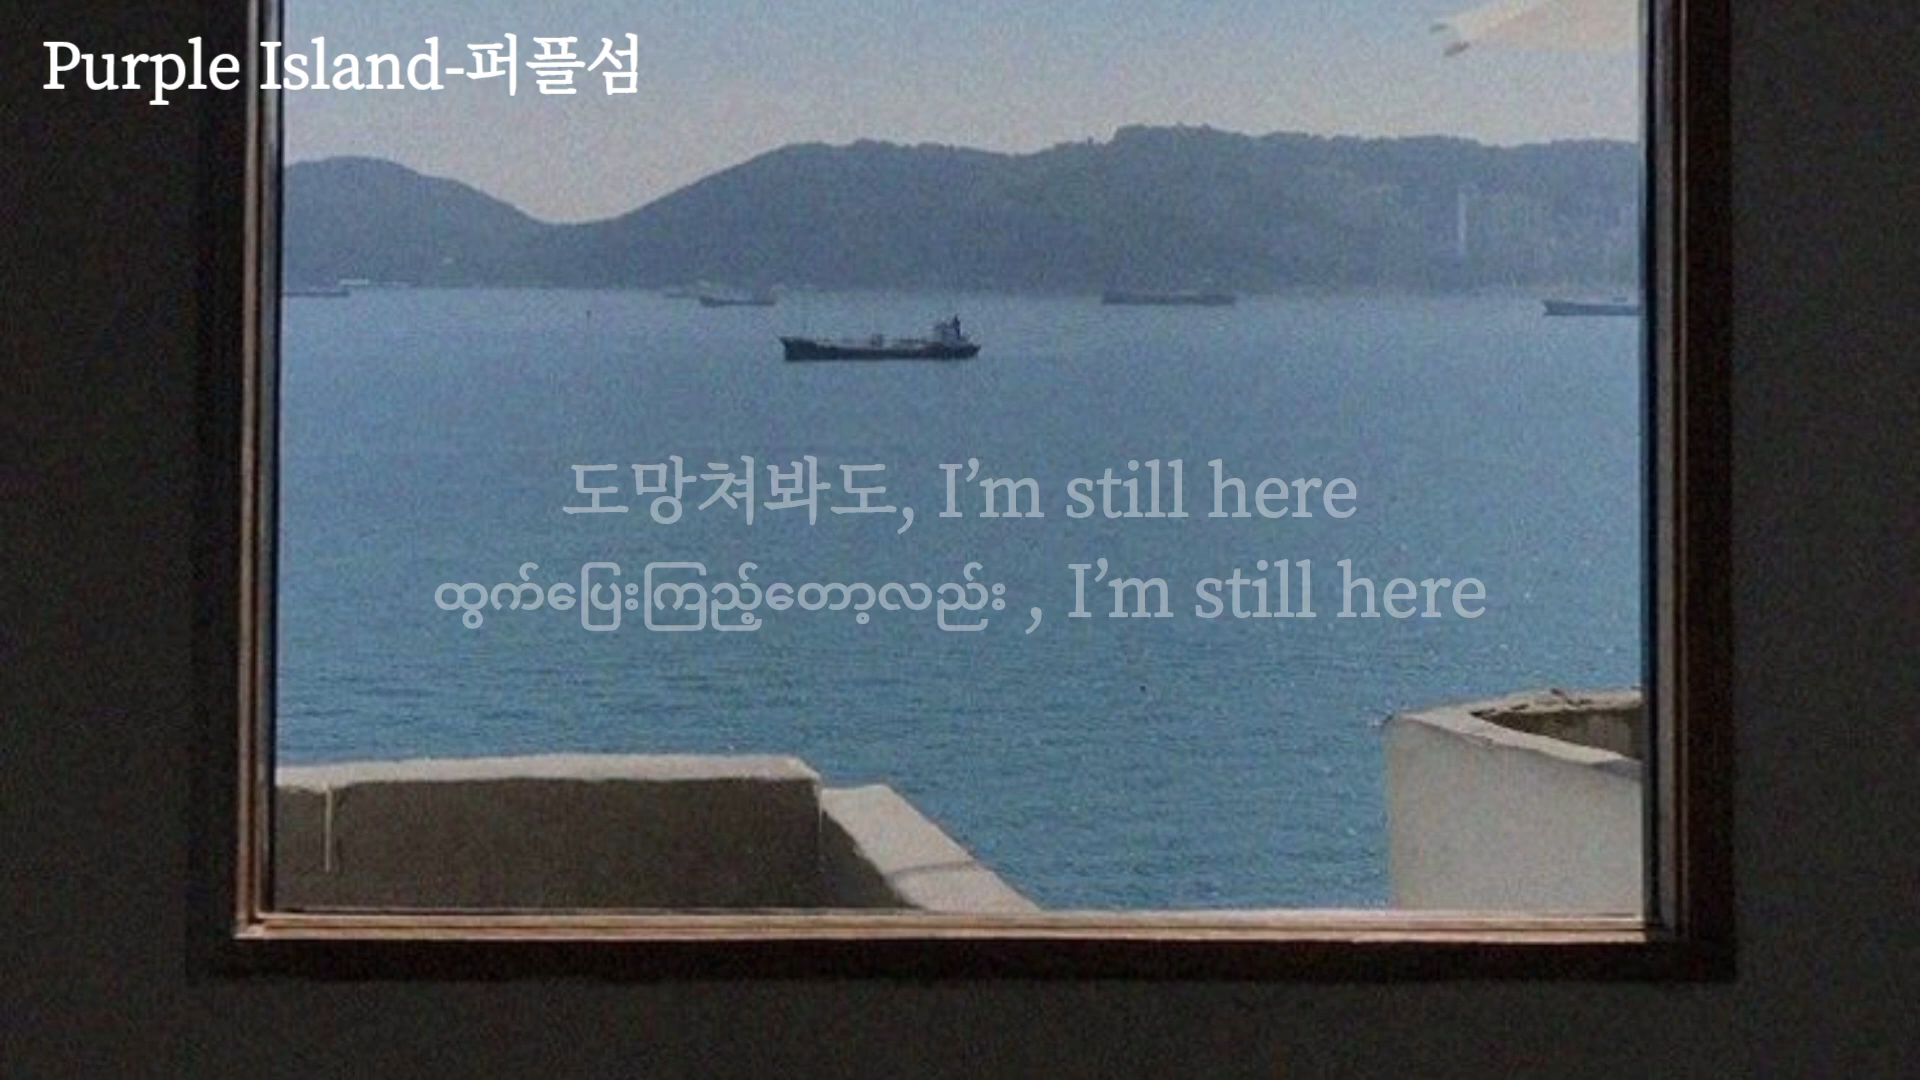 Purple Island-퍼플섬
도망쳐봐도, I’m still here
ထွက်ပြေးကြည့်တော့လည်း , I’m still here